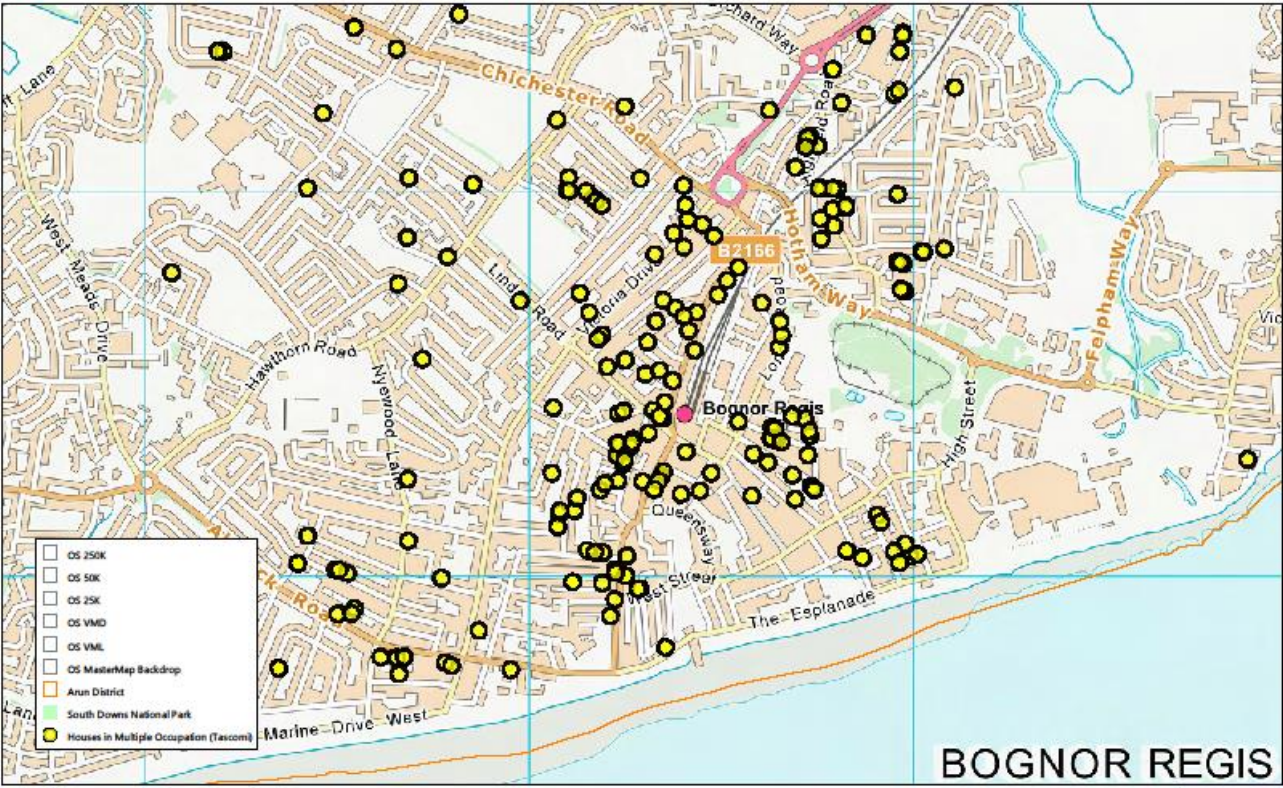 Orchard Way
Chichester Road
West Meads Drive
B2166
Hotham Way
Felpham Way
Linden Road
Victoria Drive
Hawthorn Road
Nyewood Lane
Bognor Regis
High Street
Queensway
West Street
The Esplanade
Marine Drive West
OS 250K
OS 50K
OS 25K
OS VMD
OS VML
OS MasterMap Backdrop
Arun District
South Downs National Park
Houses in Multiple Occupation (Tascomi)
BOGNOR REGIS